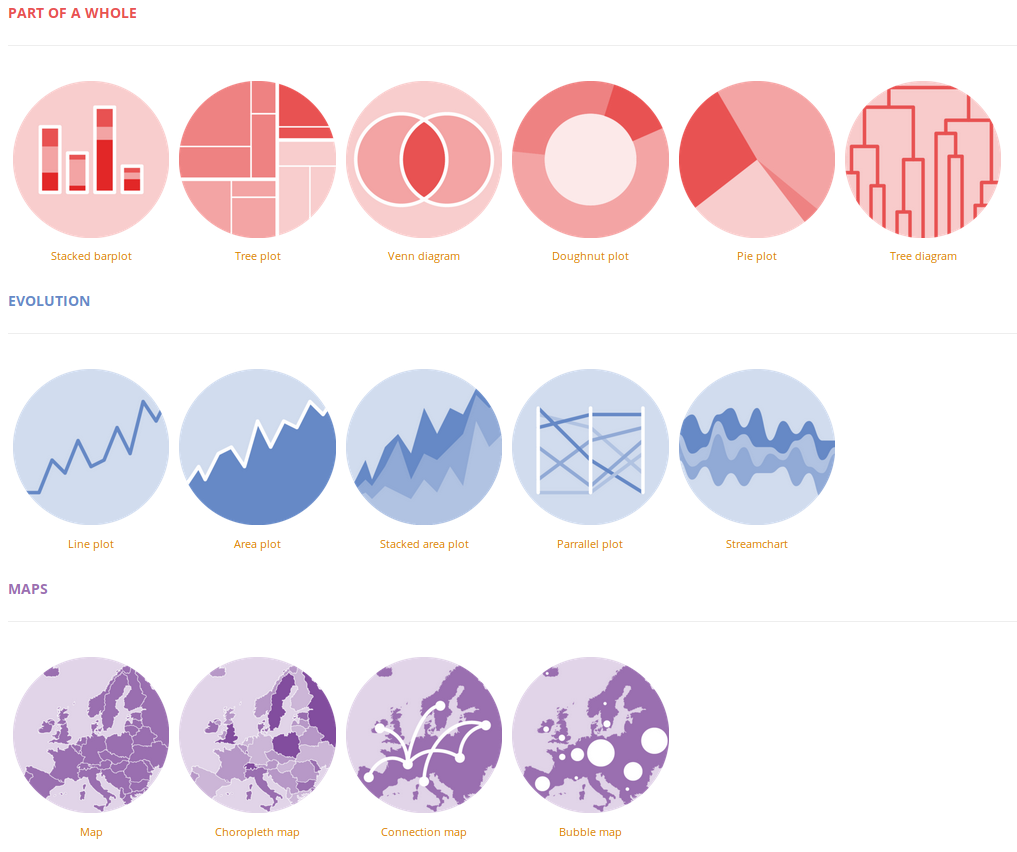 PART OF A WHOLE
Stacked barplot
Tree plot
Venn diagram
Doughnut plot
Pie plot
Tree diagram
EVOLUTION
Line plot
Area plot
Stacked area plot
Parrallel plot
Streamchart
MAPS
Map
Choropleth map
Connection map
Bubble map